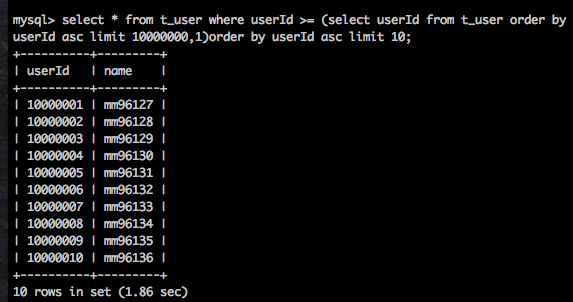 mysql> select * from t_user where userId >= (select userId from t_user order by
userId asc limit 10000000,1)order by userId asc limit 10;
+----------+---------+
| userId   | name    |
+----------+---------+
| 10000001 | mm96127 |
| 10000002 | mm96128 |
| 10000003 | mm96129 |
| 10000004 | mm96130 |
| 10000005 | mm96131 |
| 10000006 | mm96132 |
| 10000007 | mm96133 |
| 10000008 | mm96134 |
| 10000009 | mm96135 |
| 10000010 | mm96136 |
+----------+---------+
10 rows in set (1.86 sec)